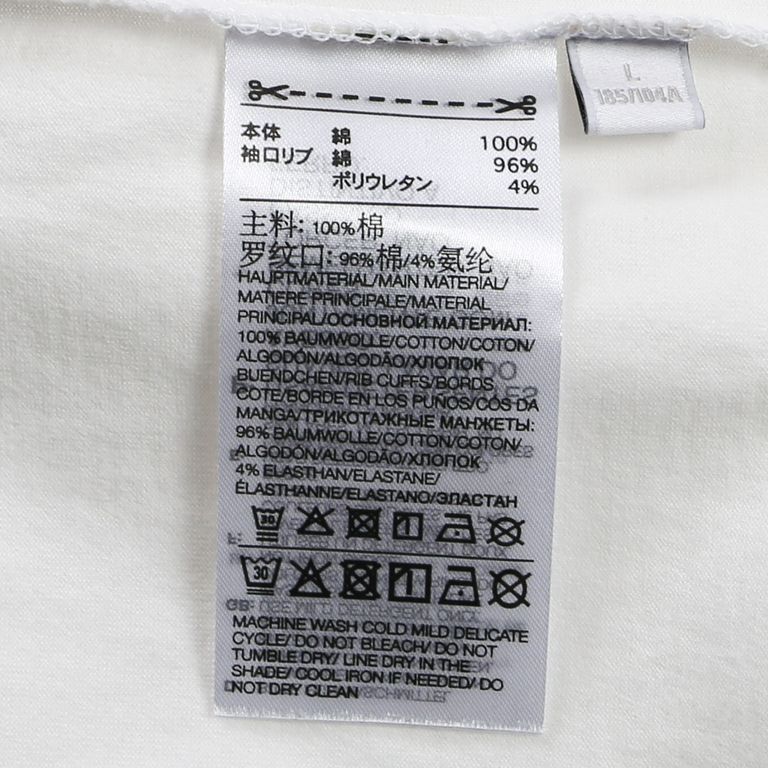 L
185/104A
本体 綿 100%
袖口リブ 綿 96%
ポリウレタン 4%
主料: 100%棉
罗纹口: 96%棉/4%氨纶
HAUPTMATERIAL/MAIN MATERIAL/
MATIERE PRINCIPALE/MATERIAL
PRINCIPAL/ОСНОВНОЙ МАТЕРИАЛ:
100% BAUMWOLLE/COTTON/COTON/
ALGODÓN/ALGODÃO/ХЛОПОК
BUENDCHEN/RIB CUFFS/BORDS
COTE/BORDE EN LOS PUÑOS/CÓS DA
MANGA/ТРИКОТАЖНЫЕ МАНЖЕТЫ:
96% BAUMWOLLE/COTTON/COTON/
ALGODÓN/ALGODÃO/ХЛОПОК
4% ELASTHAN/ELASTANE/
ÉLASTHANNE/ELASTANO/ЭЛАСТАН
30
30
MACHINE WASH COLD MILD DELICATE
CYCLE/ DO NOT BLEACH/ DO NOT
TUMBLE DRY/ LINE DRY IN THE
SHADE/ COOL IRON IF NEEDED/ DO
NOT DRY CLEAN